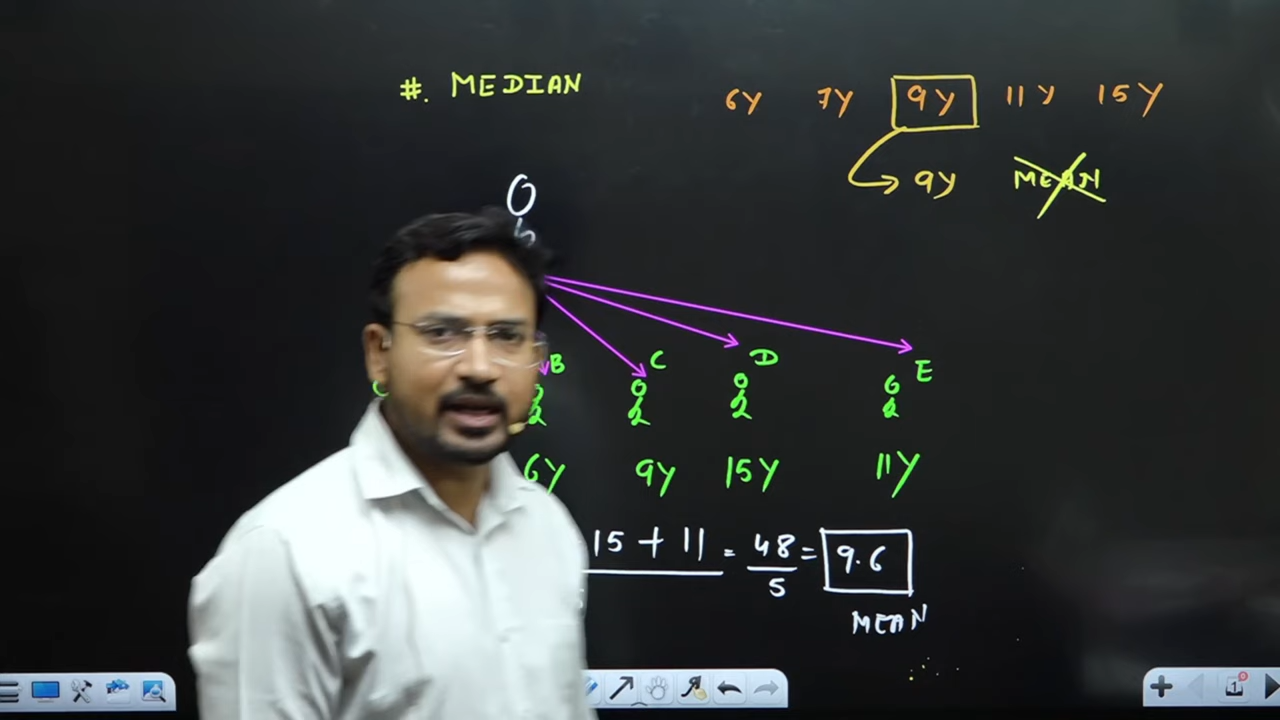 #. MEDIAN
6Y 7Y 9Y 11Y 15Y
9Y MEAN
B C D E
6Y 9Y 15Y 11Y
15 + 11 = 48 = 9.6
5
MEAN
1